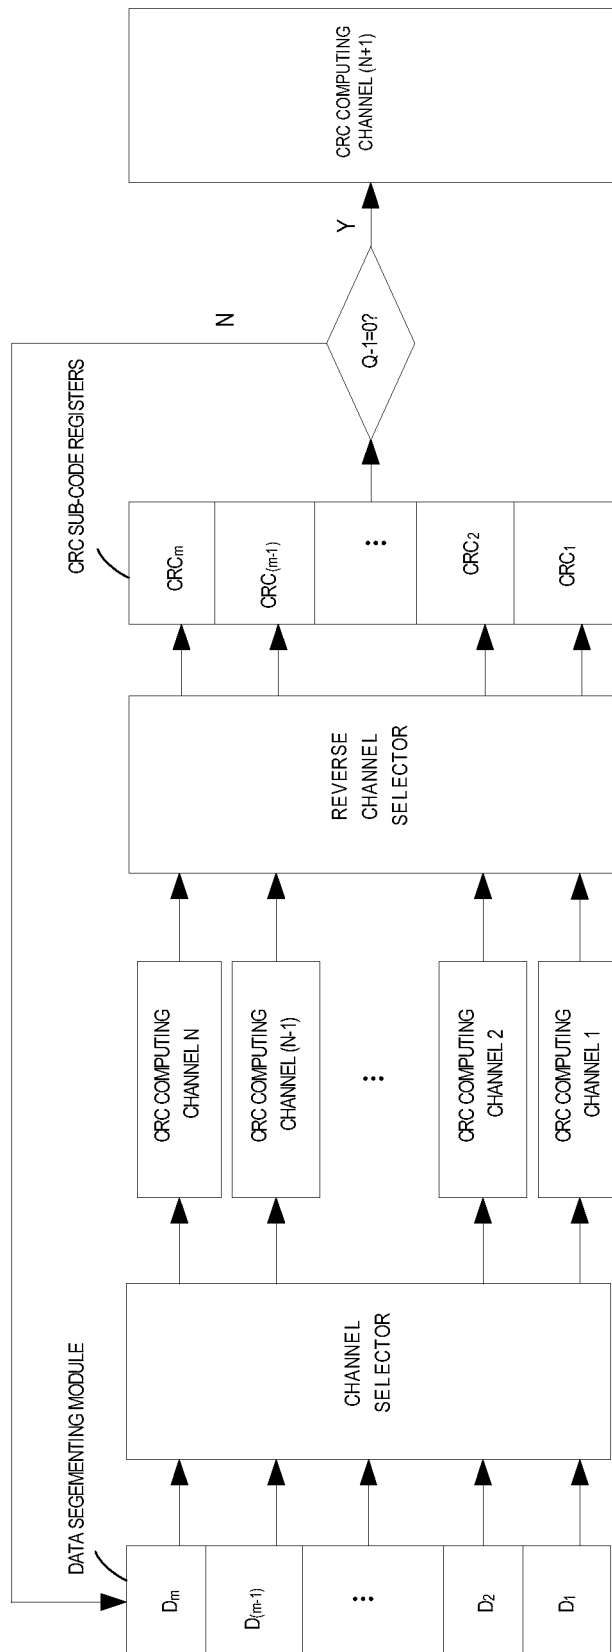 DATA SEGEMENTING MODULE
Dm
D(m-1)
...
D2
D1
CHANNEL
SELECTOR
CRC COMPUTING
CHANNEL N
CRC COMPUTING
CHANNEL (N-1)
...
CRC COMPUTING
CHANNEL 2
CRC COMPUTING
CHANNEL 1
REVERSE
CHANNEL
SELECTOR
CRC SUB-CODE REGISTERS
CRCm
CRC(m-1)
...
CRC2
CRC1
N
Q-1=0?
Y
CRC COMPUTING
CHANNEL (N+1)